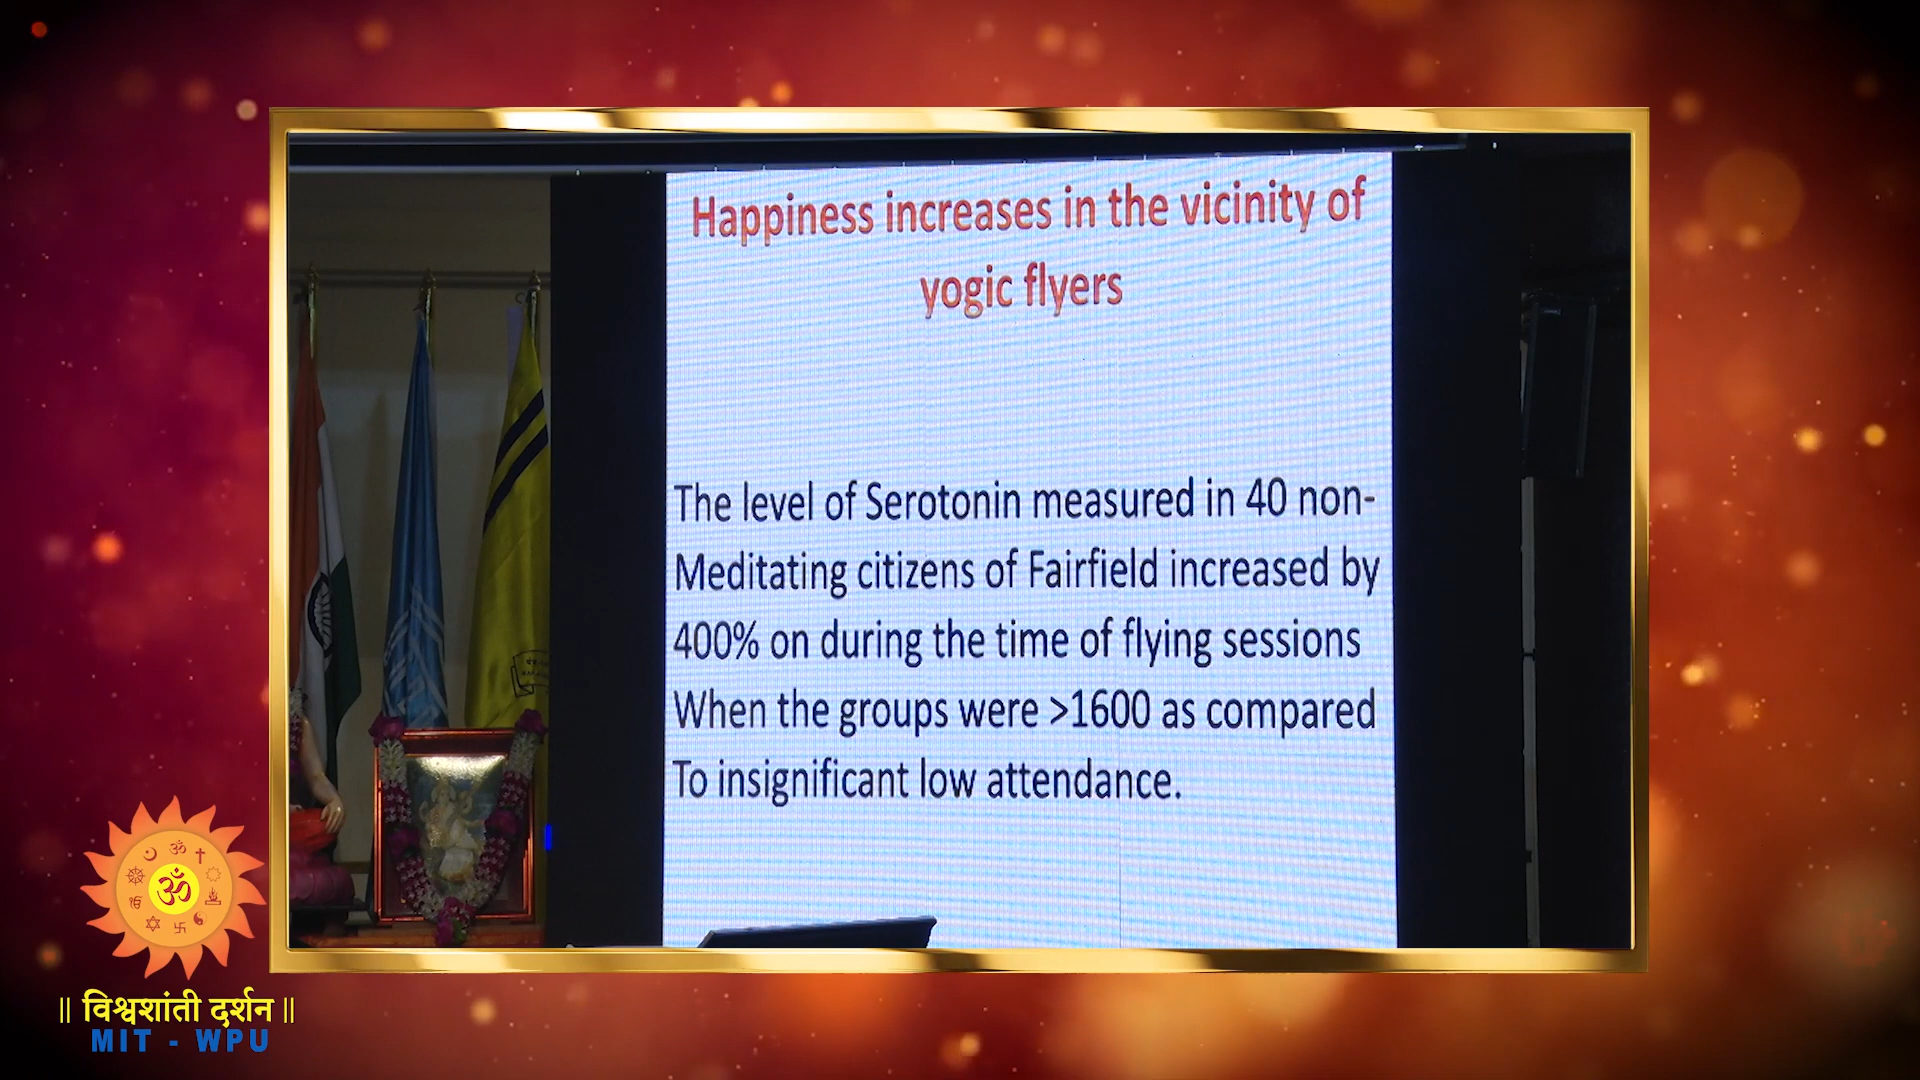 Happiness increases in the vicinity of
yogic flyers
The level of Serotonin measured in 40 non-
Meditating citizens of Fairfield increased by
400% on during the time of flying sessions
When the groups were >1600 as compared
To insignificant low attendance.
ॐ
ॐ
॥ विश्वशांती दर्शन ॥
MIT - WPU